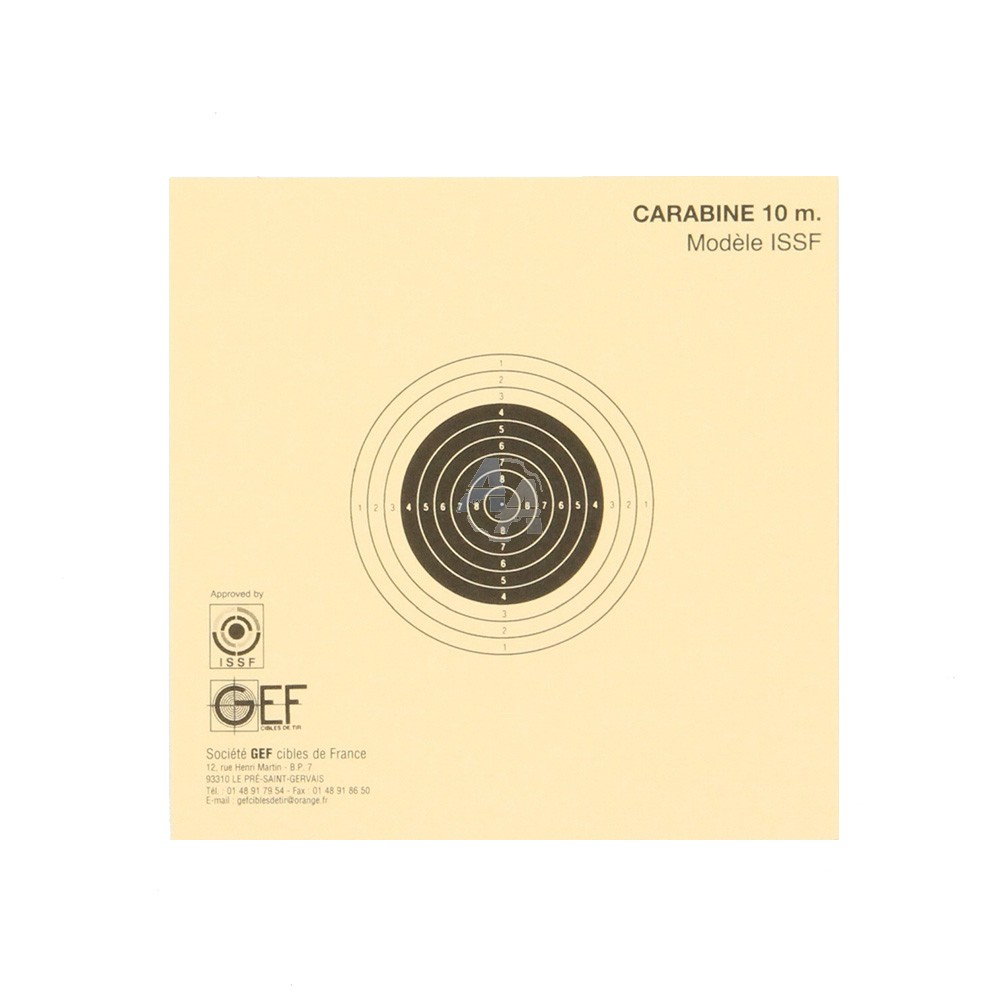 CARABINE 10 m.
Modèle ISSF
1
2
3
4
5
6
7
8
1 2 3 4 5 6 7 8 8 7 6 5 4 3 2 1
8
7
6
5
4
3
2
1
Approved by
ISSF
GEF
CIBLES DE TIR
Société GEF cibles de France
12, rue Henri Martin - B.P. 7
93310 LE PRÉ-SAINT-GERVAIS
Tél. : 01 48 91 79 54 - Fax : 01 48 91 86 50
E-mail : gefciblesdetir@orange.fr